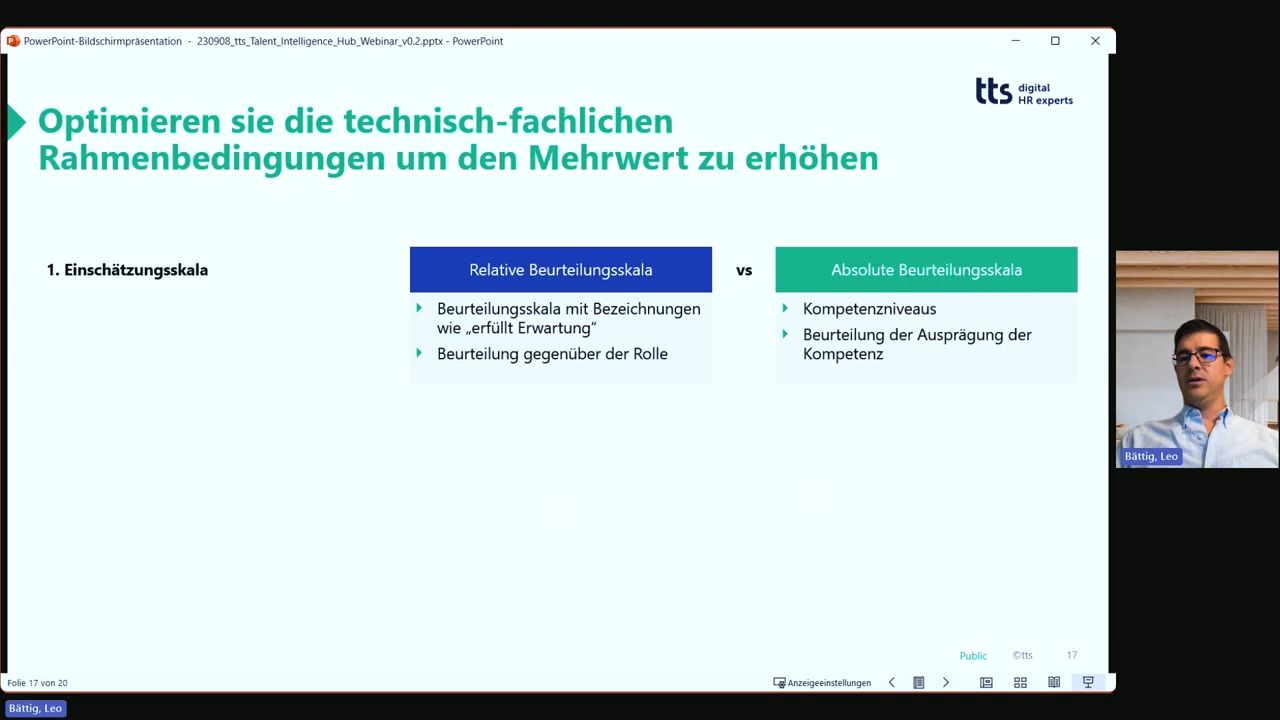 PowerPoint-Bildschirmpräsentation - 230908_tts_Talent_Intelligence_Hub_Webinar_v0.2.pptx - PowerPoint
tts digital
HR experts
Optimieren sie die technisch-fachlichen
Rahmenbedingungen um den Mehrwert zu erhöhen
1. Einschätzungsskala
Relative Beurteilungsskala
Beurteilungsskala mit Bezeichnungen
wie „erfüllt Erwartung“
Beurteilung gegenüber der Rolle
vs
Absolute Beurteilungsskala
Kompetenzniveaus
Beurteilung der Ausprägung der
Kompetenz
Bättig, Leo
Public ©tts 17
Folie 17 von 20
Anzeigeeinstellungen
Bättig, Leo